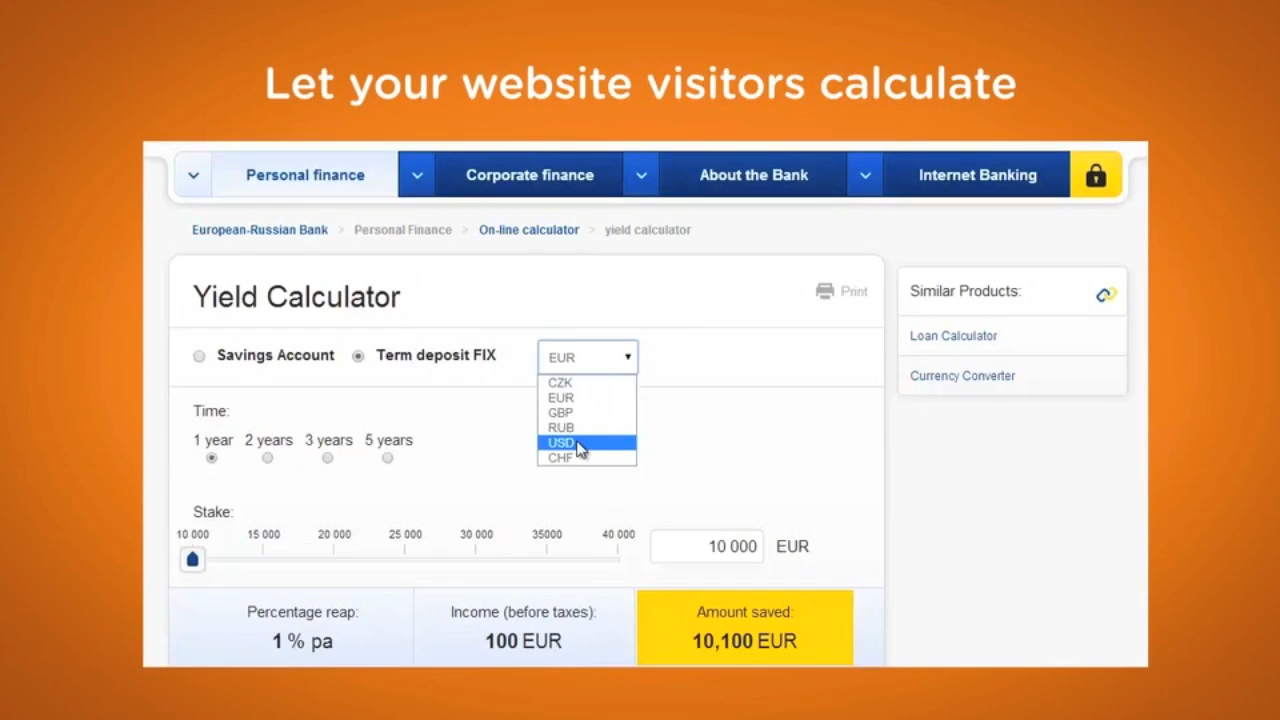 Let your website visitors calculate
Personal finance Corporate finance About the Bank Internet Banking
European-Russian Bank > Personal Finance > On-line calculator > yield calculator
Yield Calculator
Print
Similar Products:
Loan Calculator
Currency Converter
Savings Account Term deposit FIX EUR
CZK
EUR
GBP
RUB
USD
CHF
Time:
1 year 2 years 3 years 5 years
Stake:
10 000 15 000 20 000 25 000 30 000 35000 40 000
10 000 EUR
Percentage reap: Income (before taxes): Amount saved:
1 % pa 100 EUR 10,100 EUR